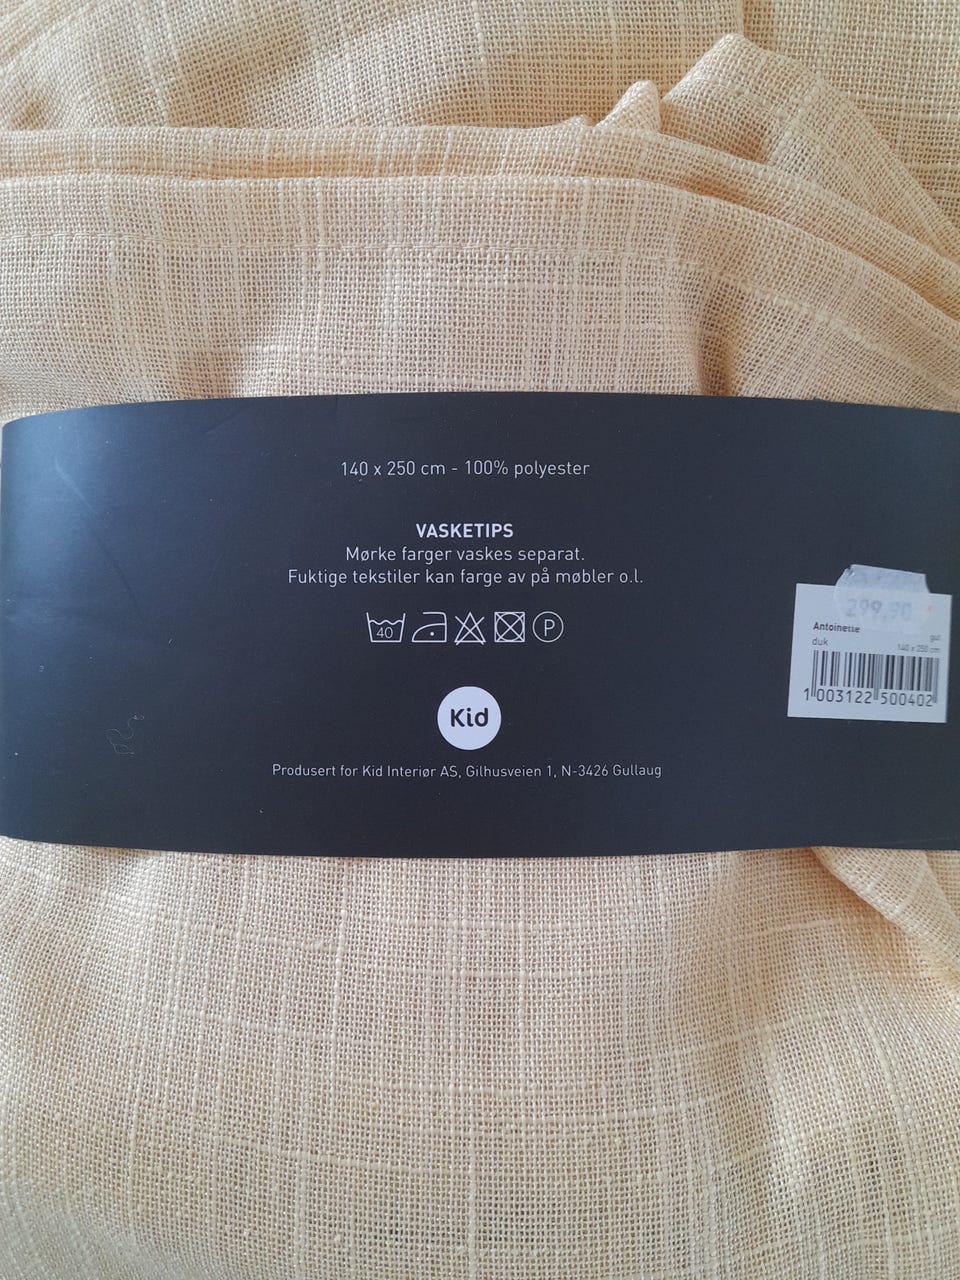 140 x 250 cm - 100% polyester
VASKETIPS
Mørke farger vaskes separat.
Fuktige tekstiler kan farge av på møbler o.l.
40
P
Kid
Produsert for Kid Interiør AS, Gilhusveien 1, N-3426 Gullaug
299,90
Antoinette
gul
duk
140 x 250 cm
1 003122 500402